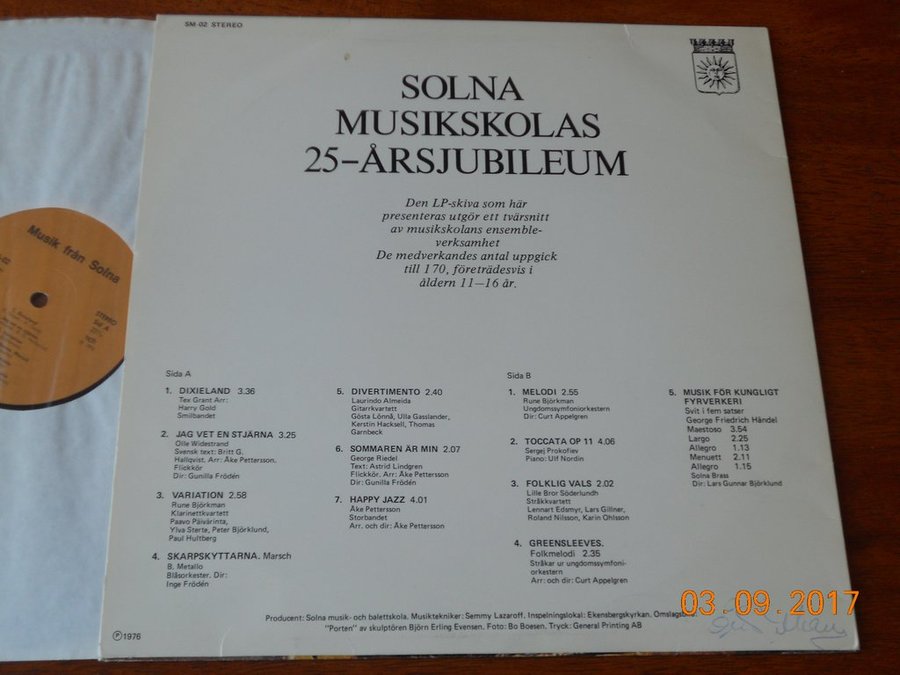 SM-02 STEREO
SOLNA
MUSIKSKOLAS
25-ÅRSJUBILEUM
Den LP-skiva som här
presenteras utgör ett tvärsnitt
av musikskolans ensemble-
verksamhet
De medverkandes antal uppgick
till 170, företrädesvis i
åldern 11-16 år.
Musik från Solna
STEREO
Sid A
Sida A
1. DIXIELAND 3.36
Tex Grant Arr:
Harry Gold
Smilbandet
2. JAG VET EN STJÄRNA 3.25
Olle Widestrand
Svensk text: Britt G.
Hallqvist. Arr: Åke Pettersson.
Flickkör
Dir: Gunilla Frödén
3. VARIATION 2.58
Rune Björkman
Klarinettkvartett
Paavo Päivärinta,
Ylva Sterte, Peter Björklund,
Paul Hultberg
4. SKARPSKYTTARNA. Marsch
B. Metallo
Blåsorkester. Dir:
Inge Frödén
5. DIVERTIMENTO 2.40
Laurindo Almeida
Gitarrkvartett
Gösta Lönnå, Ulla Gasslander,
Kerstin Hacksell, Thomas
Garnbeck
6. SOMMAREN ÄR MIN 2.07
George Riedel
Text: Astrid Lindgren
Flickkör. Arr: Åke Pettersson
Dir: Gunilla Frödén
7. HAPPY JAZZ 4.01
Åke Pettersson
Storbandet
Arr. och dir: Åke Pettersson
Sida B
1. MELODI 2.55
Rune Björkman
Ungdomssymfoniorkestern
Dir: Curt Appelgren
2. TOCCATA OP 11 4.06
Sergej Prokofiev
Piano: Ulf Nordin
3. FOLKLIG VALS 2.02
Lille Bror Söderlundh
Stråkkvartett
Lennart Edsmyr, Lars Gillner,
Roland Nilsson, Karin Ohlsson
4. GREENSLEEVES.
Folkmelodi 2.35
Stråkar ur ungdomssymfoni-
orkestern
Arr: och dir: Curt Appelgren
5. MUSIK FÖR KUNGLIGT
FYRVERKERI
Svit i fem satser
George Friedrich Händel
Maestoso 3.54
Largo 2.25
Allegro 1.13
Menuett 2.11
Allegro 1.15
Solna Brass
Dir: Lars Gunnar Björklund
Producent: Solna musik- och balettskola. Musiktekniker: Semmy Lazaroff. Inspelningslokal: Ekensbergskyrkan.
"Porten" av skulptören Björn Erling Evensen. Foto: Bo Boesen. Tryck: General Printing AB
Ⓟ1976
03.09.2017